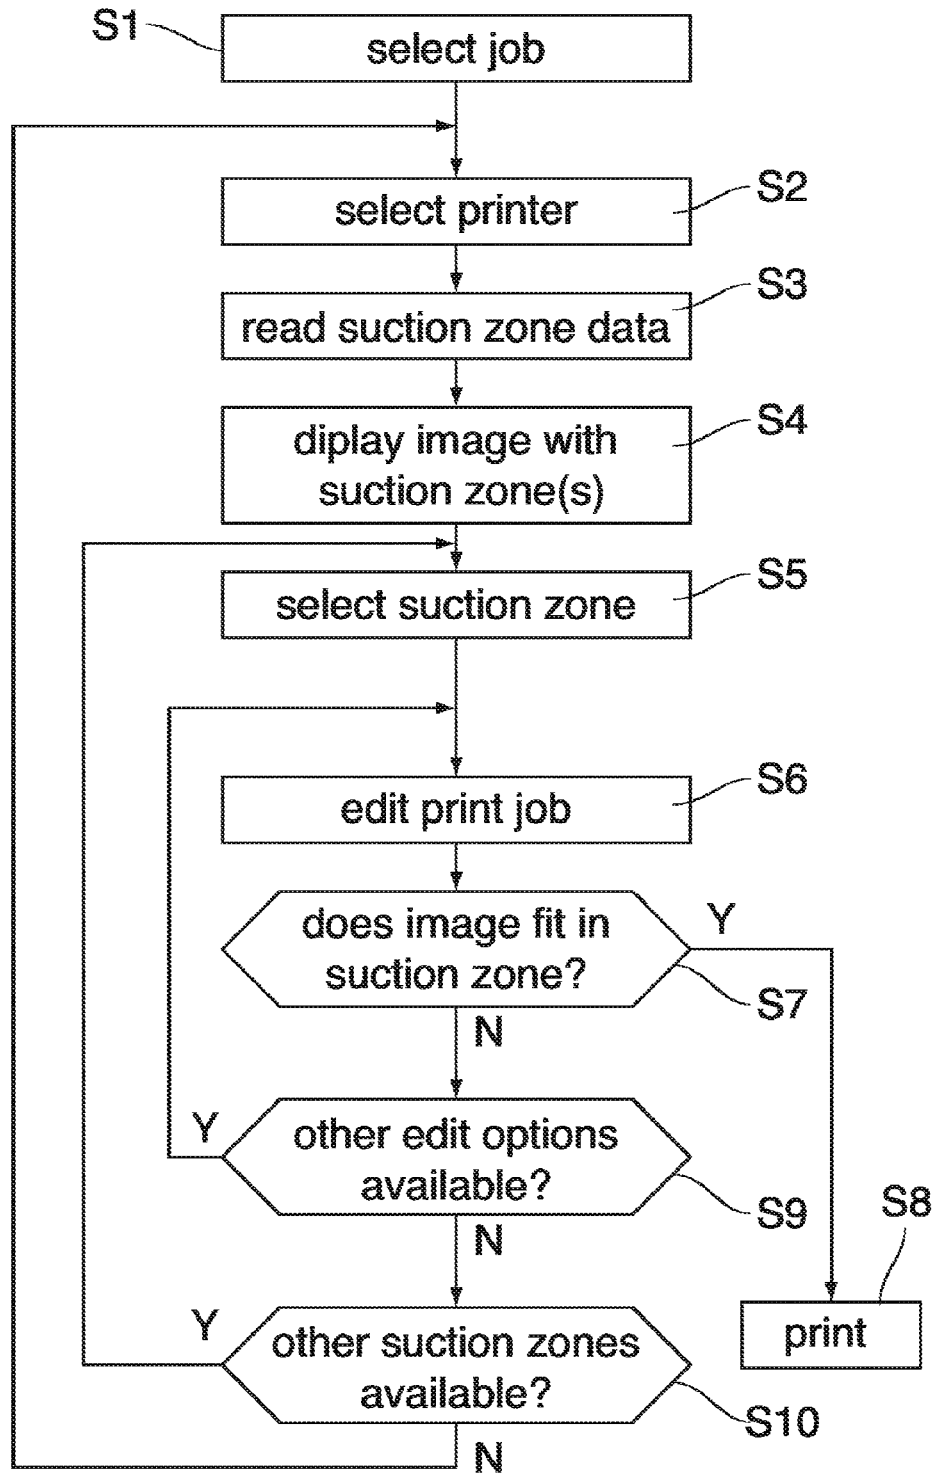 S1
select job
S2
select printer
S3
read suction zone data
S4
diplay image with
suction zone(s)
S5
select suction zone
S6
edit print job
does image fit in
suction zone?
Y
S7
N
Y
other edit options
available?
S9
N
S8
print
Y
other suction zones
available?
S10
N